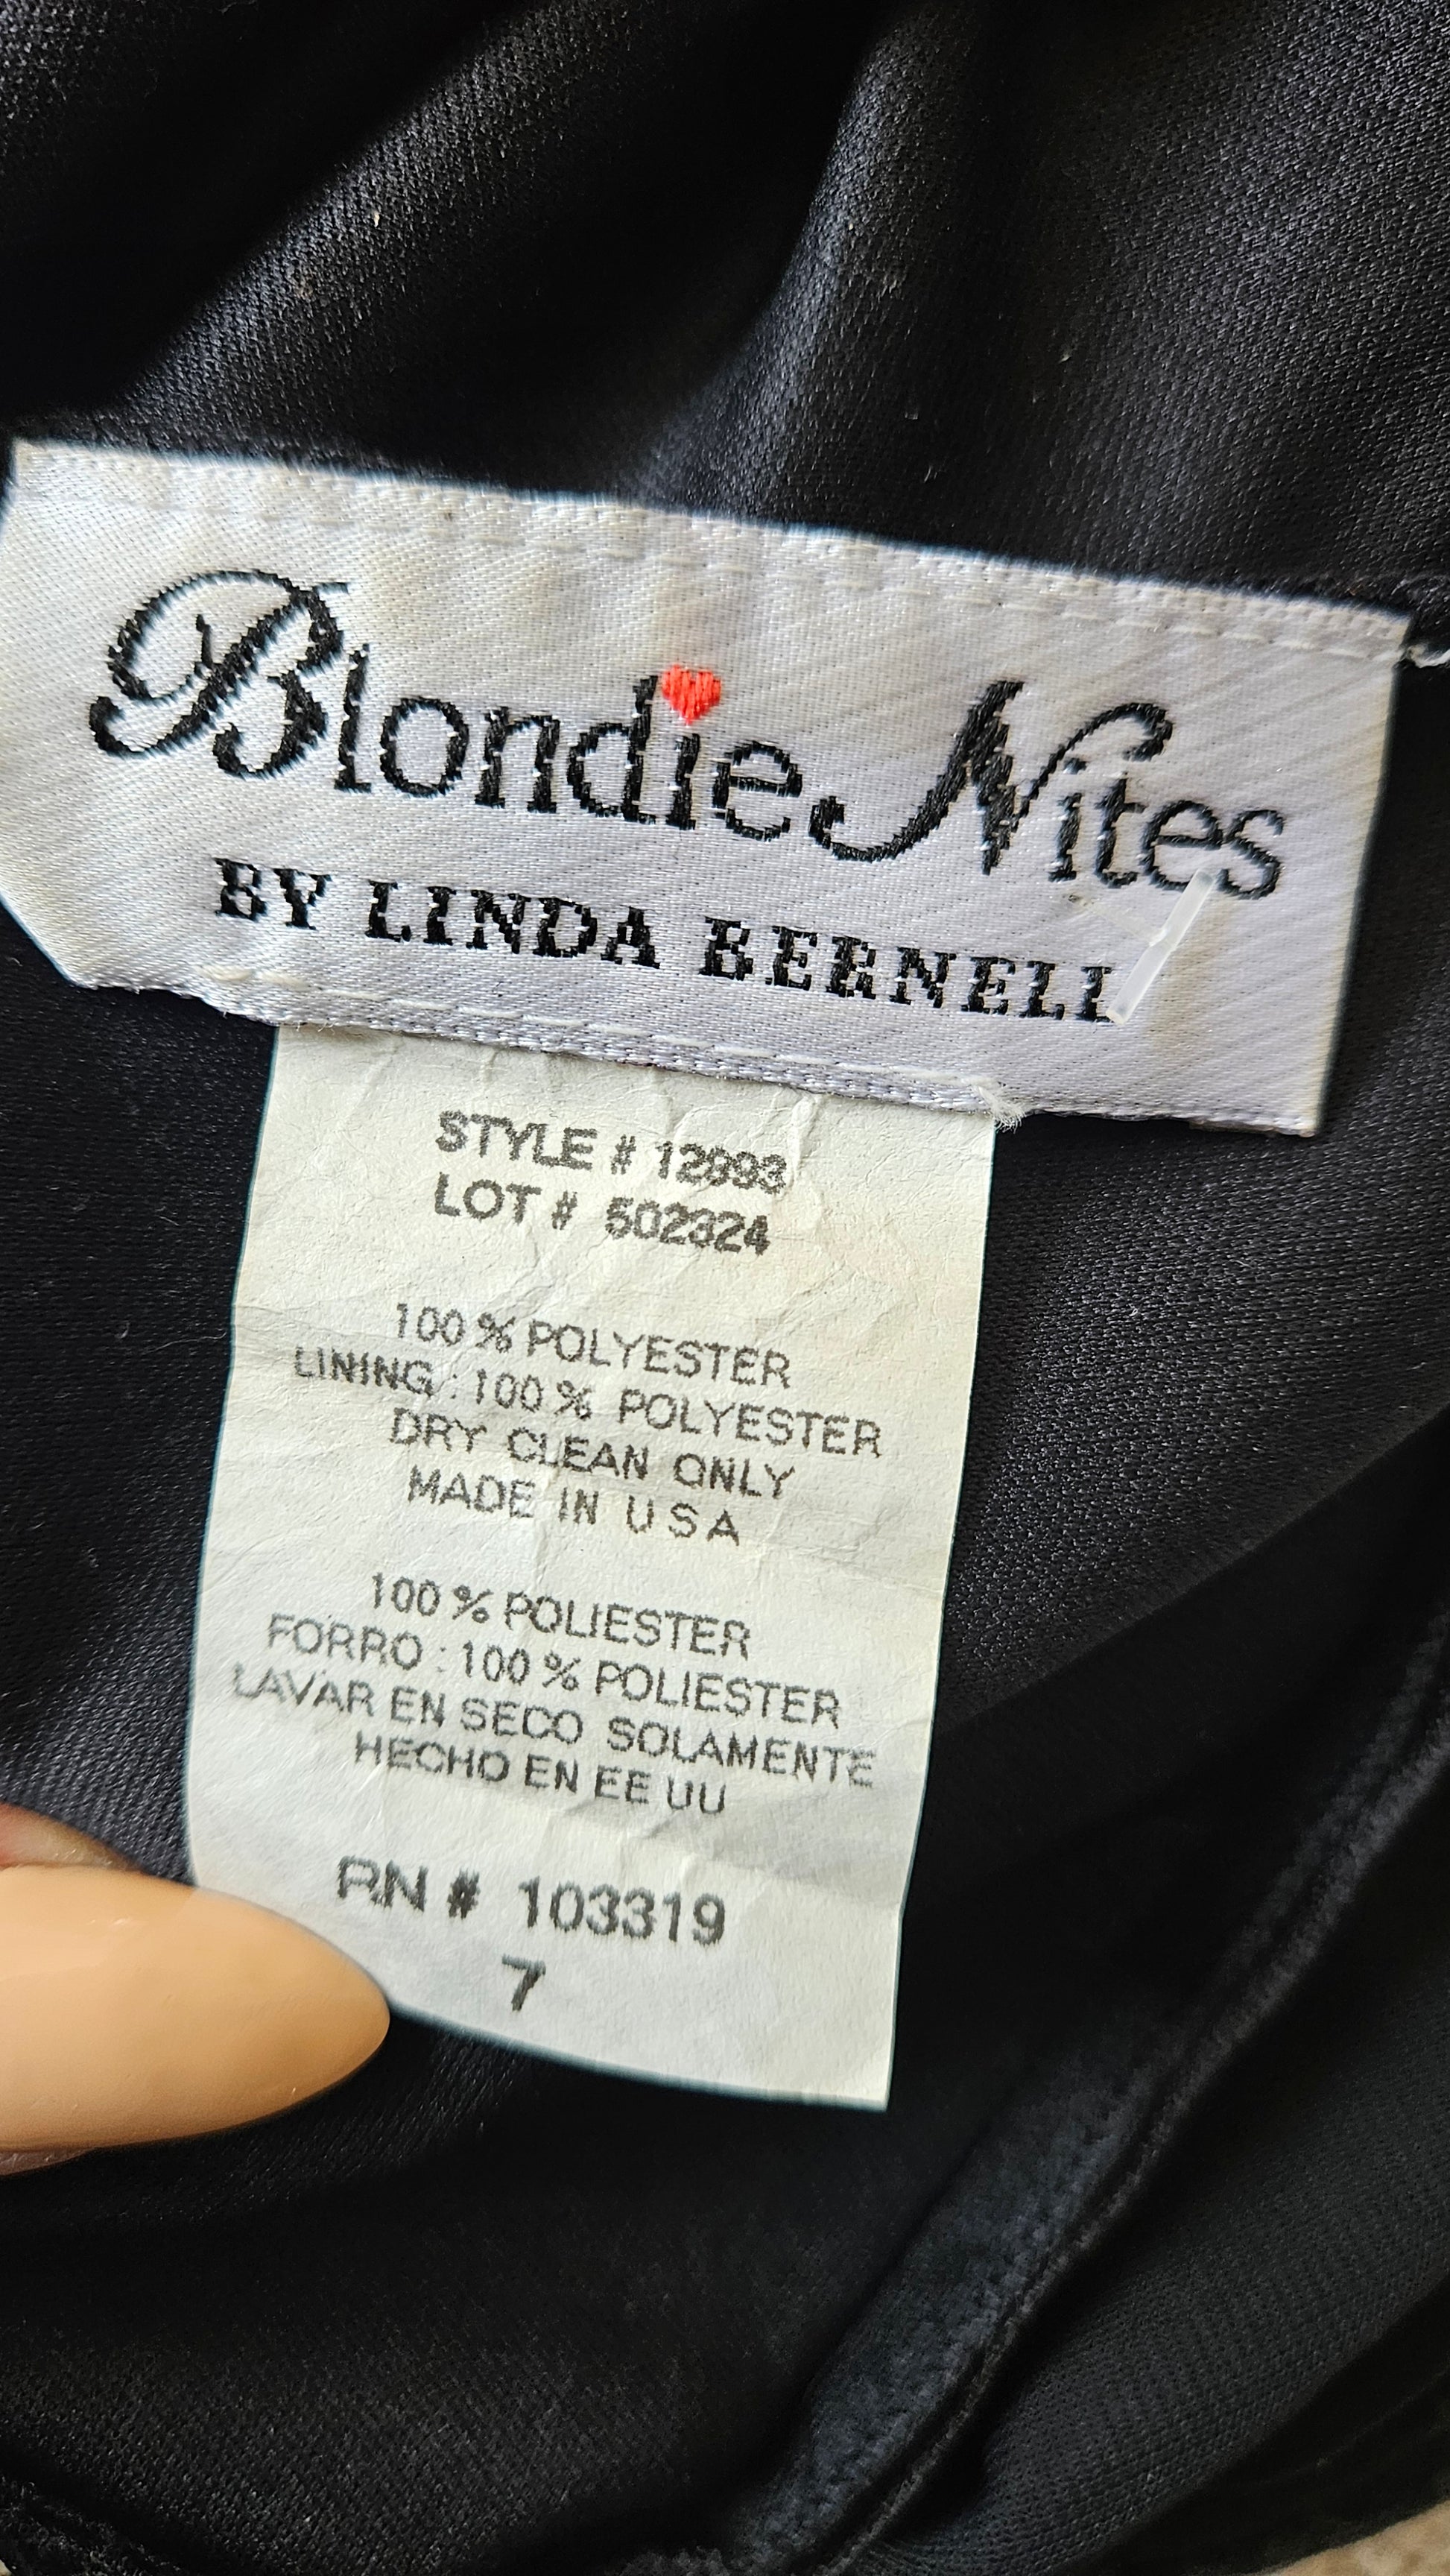 Blondie Nites
BY LINDA BERNELL
STYLE # 12993
LOT # 502324
100 % POLYESTER
LINING : 100 % POLYESTER
DRY CLEAN ONLY
MADE IN U S A
100 % POLIESTER
FORRO : 100 % POLIESTER
LAVAR EN SECO SOLAMENTE
HECHO EN EE UU
RN # 103319
7